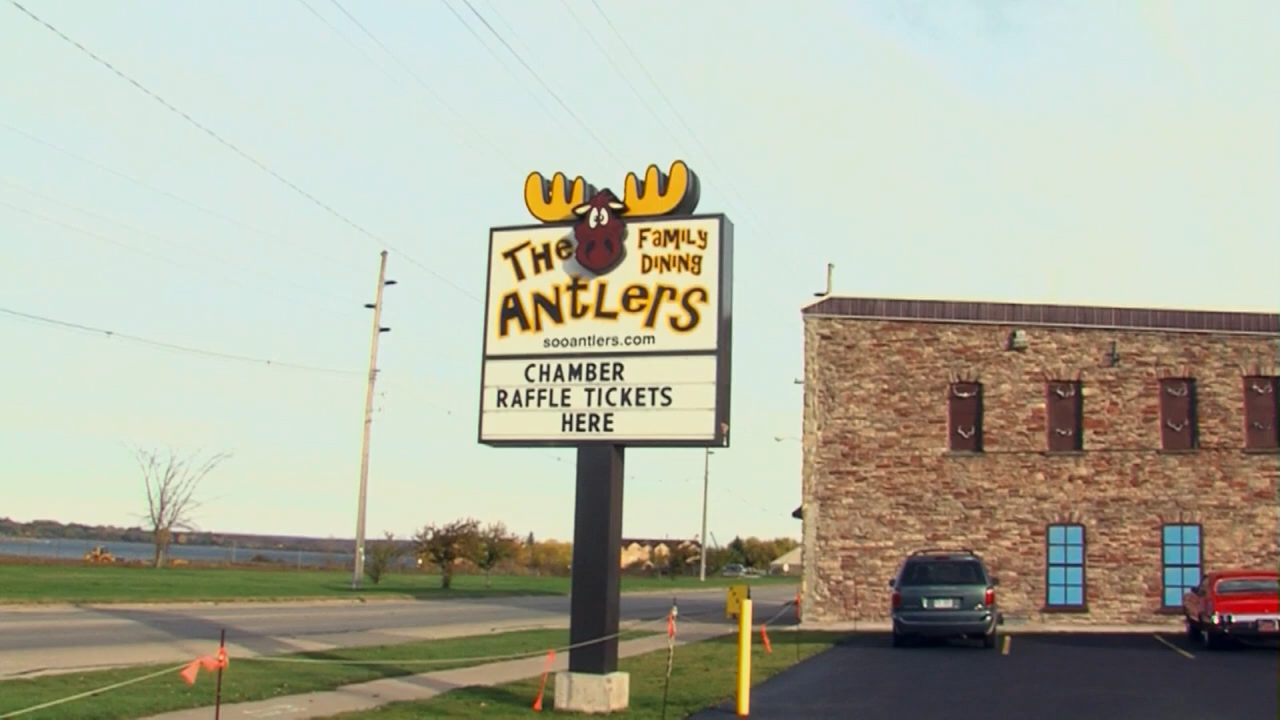 The Family
Dining
Antlers
sooantlers.com
CHAMBER
RAFFLE TICKETS
HERE